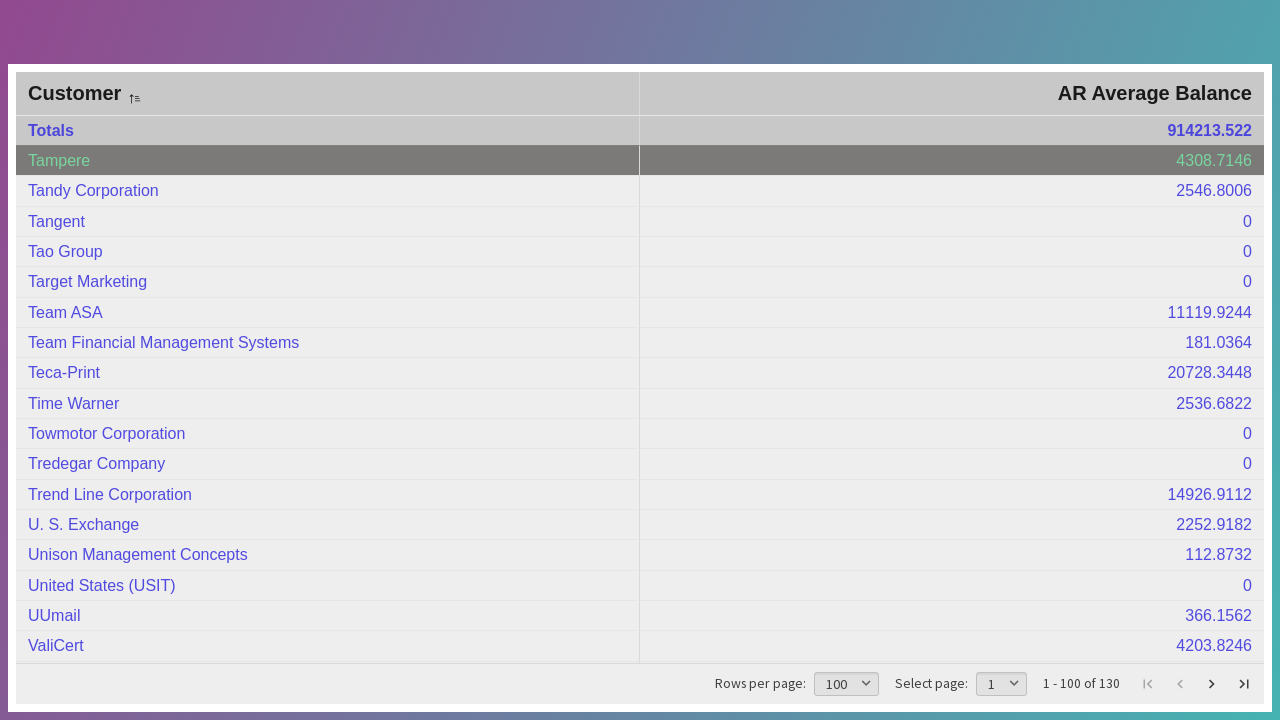 Customer AR Average Balance
Totals 914213.522
Tampere 4308.7146
Tandy Corporation 2546.8006
Tangent 0
Tao Group 0
Target Marketing 0
Team ASA 11119.9244
Team Financial Management Systems 181.0364
Teca-Print 20728.3448
Time Warner 2536.6822
Towmotor Corporation 0
Tredegar Company 0
Trend Line Corporation 14926.9112
U. S. Exchange 2252.9182
Unison Management Concepts 112.8732
United States (USIT) 0
UUmail 366.1562
ValiCert 4203.8246
Rows per page: 100 Select page: 1 1 - 100 of 130